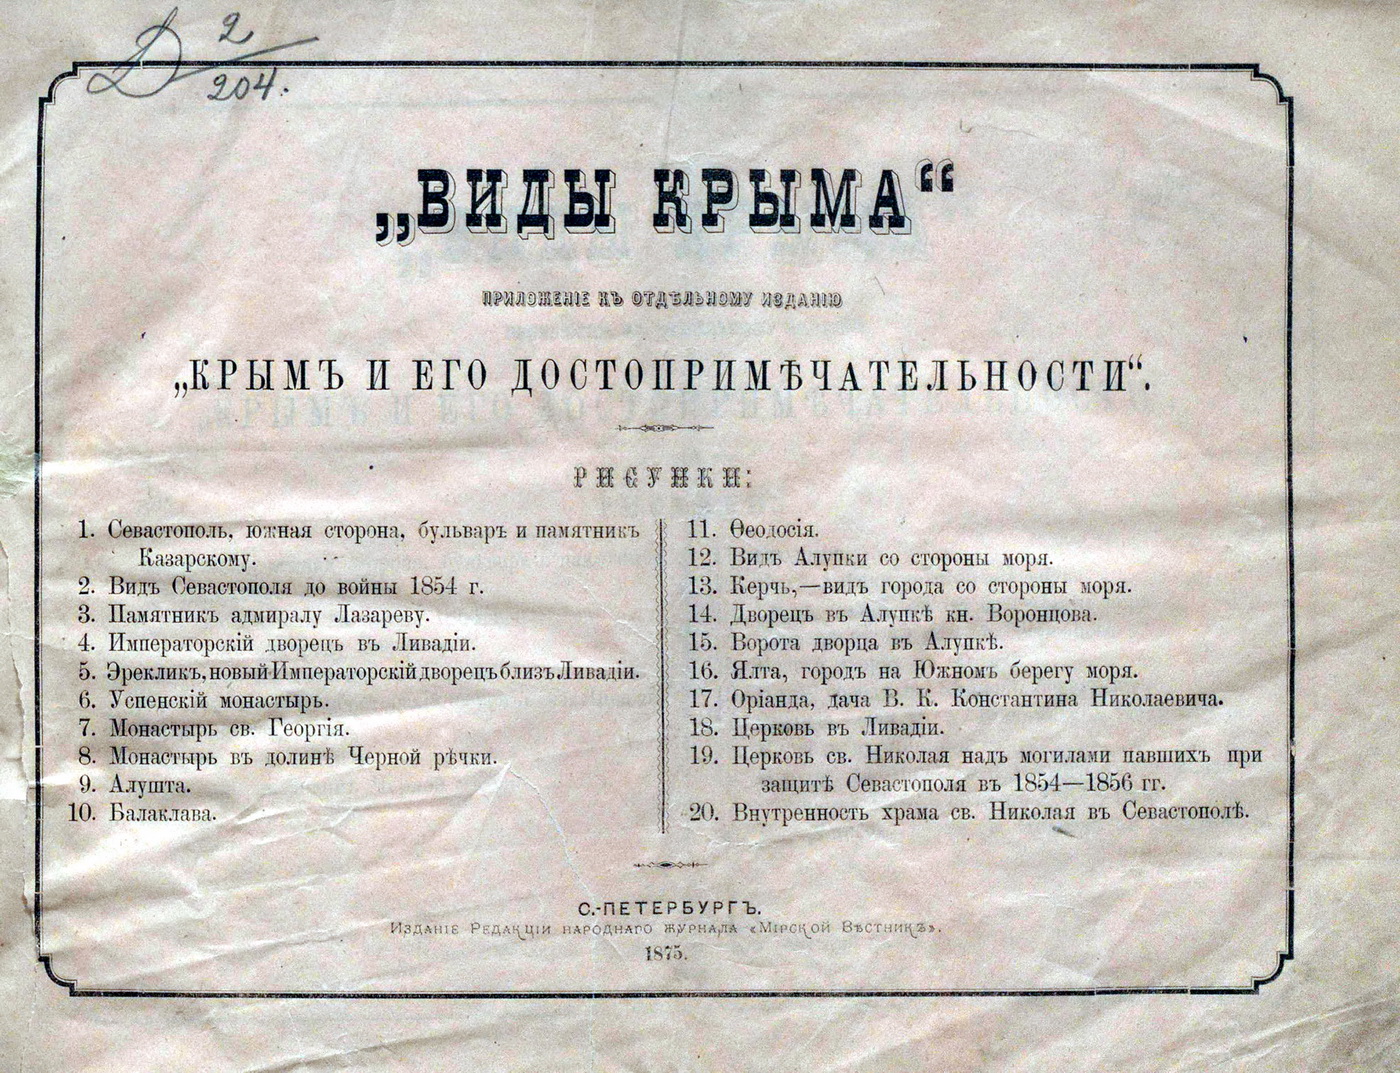 Д 2/204.
„ВИДЫ КРЫМА“
ПРИЛОЖЕНІЕ КЪ ОТДѢЛЬНОМУ ИЗДАНІЮ
„КРЫМЪ И ЕГО ДОСТОПРИМѢЧАТЕЛЬНОСТИ“.
РИСУНКИ:
1. Севастополь, южная сторона, бульваръ и памятникъ
Казарскому.
2. Видъ Севастополя до войны 1854 г.
3. Памятникъ адмиралу Лазареву.
4. Императорскій дворецъ въ Ливадіи.
5. Эрекликъ, новый Императорскій дворецъ близъ Ливадіи.
6. Успенскій монастырь.
7. Монастырь св. Георгія.
8. Монастырь въ долинѣ Черной рѣчки.
9. Алушта.
10. Балаклава.
11. Ѳеодосія.
12. Видъ Алупки со стороны моря.
13. Керчь,—видъ города со стороны моря.
14. Дворецъ въ Алупкѣ кн. Воронцова.
15. Ворота дворца въ Алупкѣ.
16. Ялта, городъ на Южномъ берегу моря.
17. Оріанда, дача В. К. Константина Николаевича.
18. Церковь въ Ливадіи.
19. Церковь св. Николая надъ могилами павшихъ при
защитѣ Севастополя въ 1854—1856 гг.
20. Внутренность храма св. Николая въ Севастополѣ.
С.-ПЕТЕРБУРГЪ.
Изданіе Редакціи народнаго журнала «Мірской Вѣстникъ».
1875.